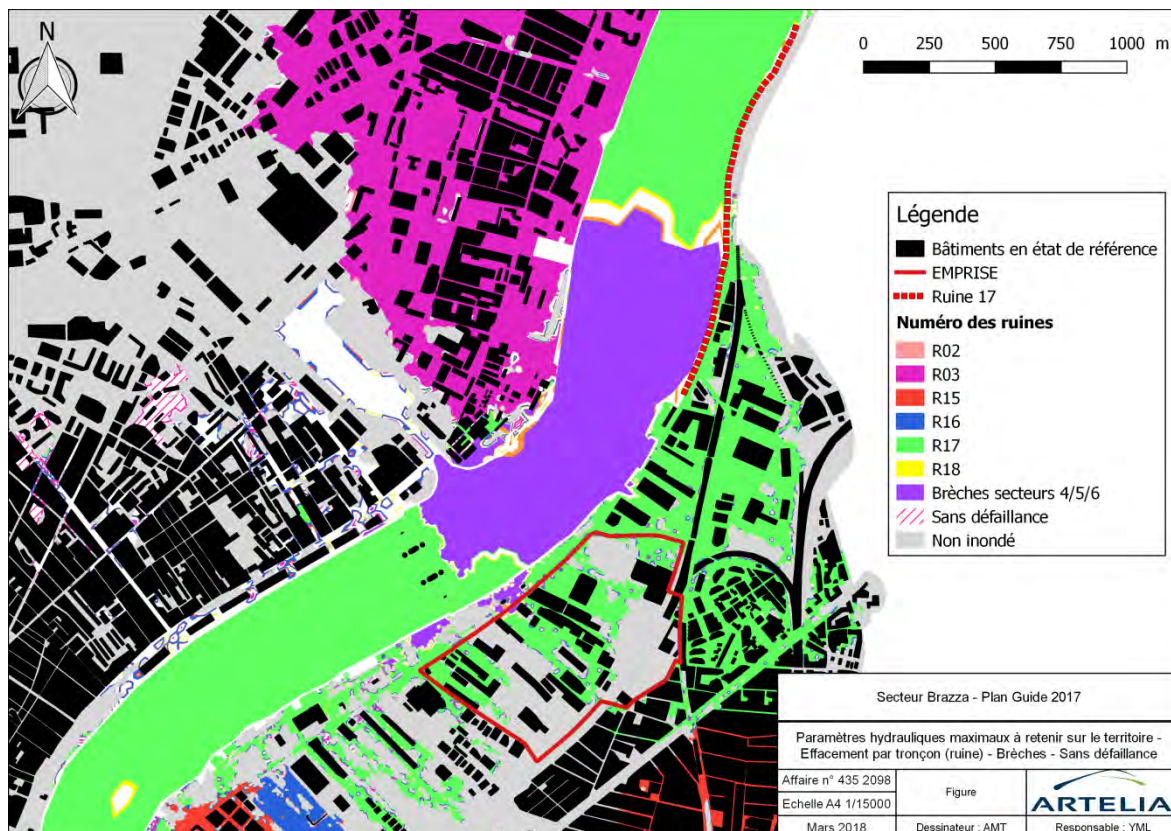 N
0 250 500 750 1000 m
Légende
Bâtiments en état de référence
EMPRISE
Ruine 17
Numéro des ruines
R02
R03
R15
R16
R17
R18
Brèches secteurs 4/5/6
Sans défaillance
Non inondé
Secteur Brazza - Plan Guide 2017
Paramètres hydrauliques maximaux à retenir sur le territoire -
Effacement par tronçon (ruine) - Brèches - Sans défaillance
Affaire n° 435 2098
Echelle A4 1/15000
Figure
ARTELIA
Mars 2018
Dessinateur : AMT
Responsable : YML